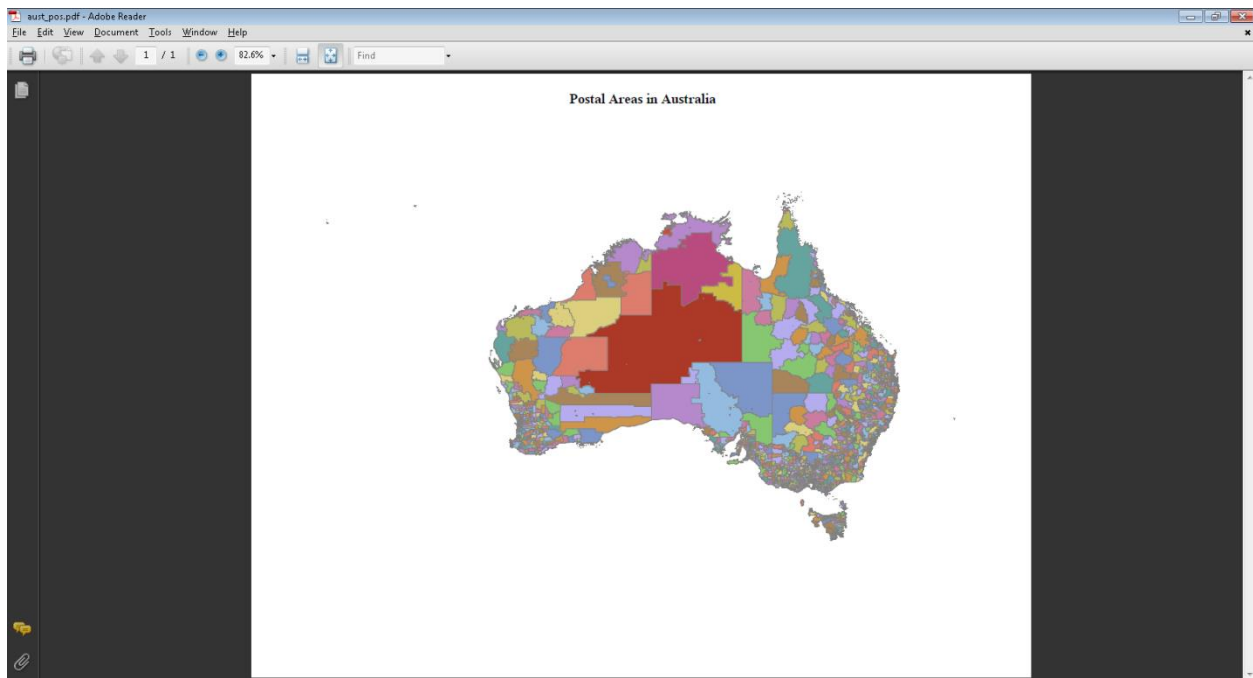 aust_pos.pdf - Adobe Reader
File Edit View Document Tools Window Help
1 / 1 82.6% Find
Postal Areas in Australia